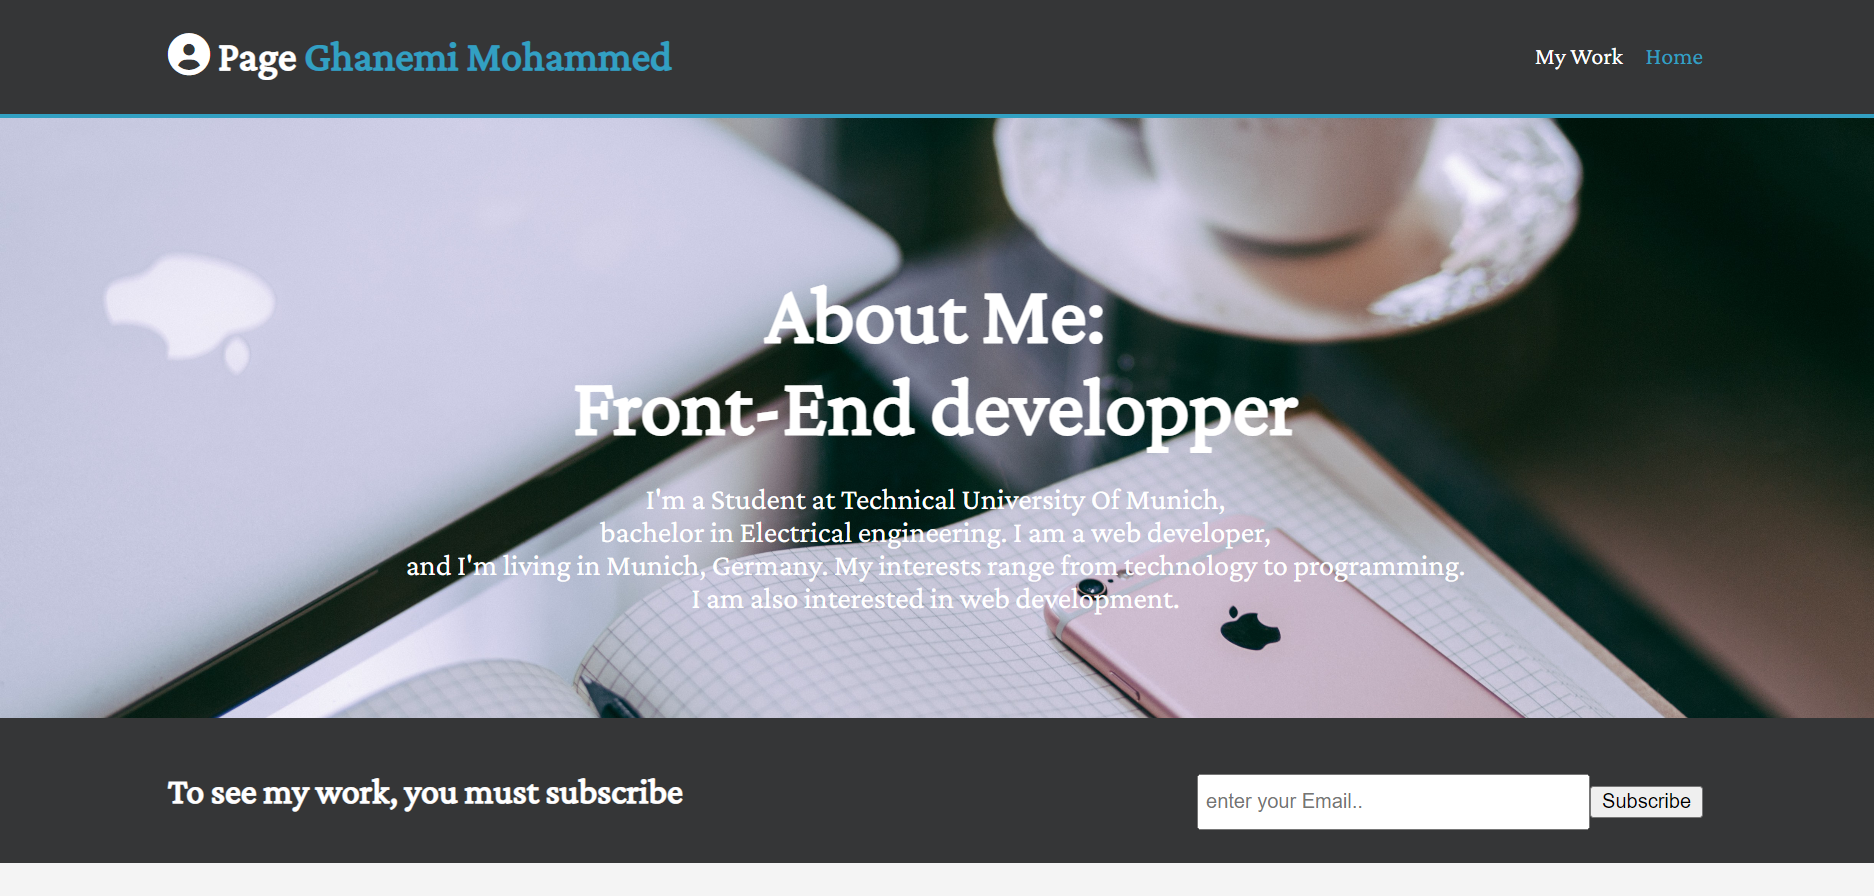 Page Ghanemi Mohammed
My Work Home
About Me:
Front-End developper
I'm a Student at Technical University Of Munich,
bachelor in Electrical engineering. I am a web developer,
and I'm living in Munich, Germany. My interests range from technology to programming.
I am also interested in web development.
To see my work, you must subscribe
enter your Email..
Subscribe